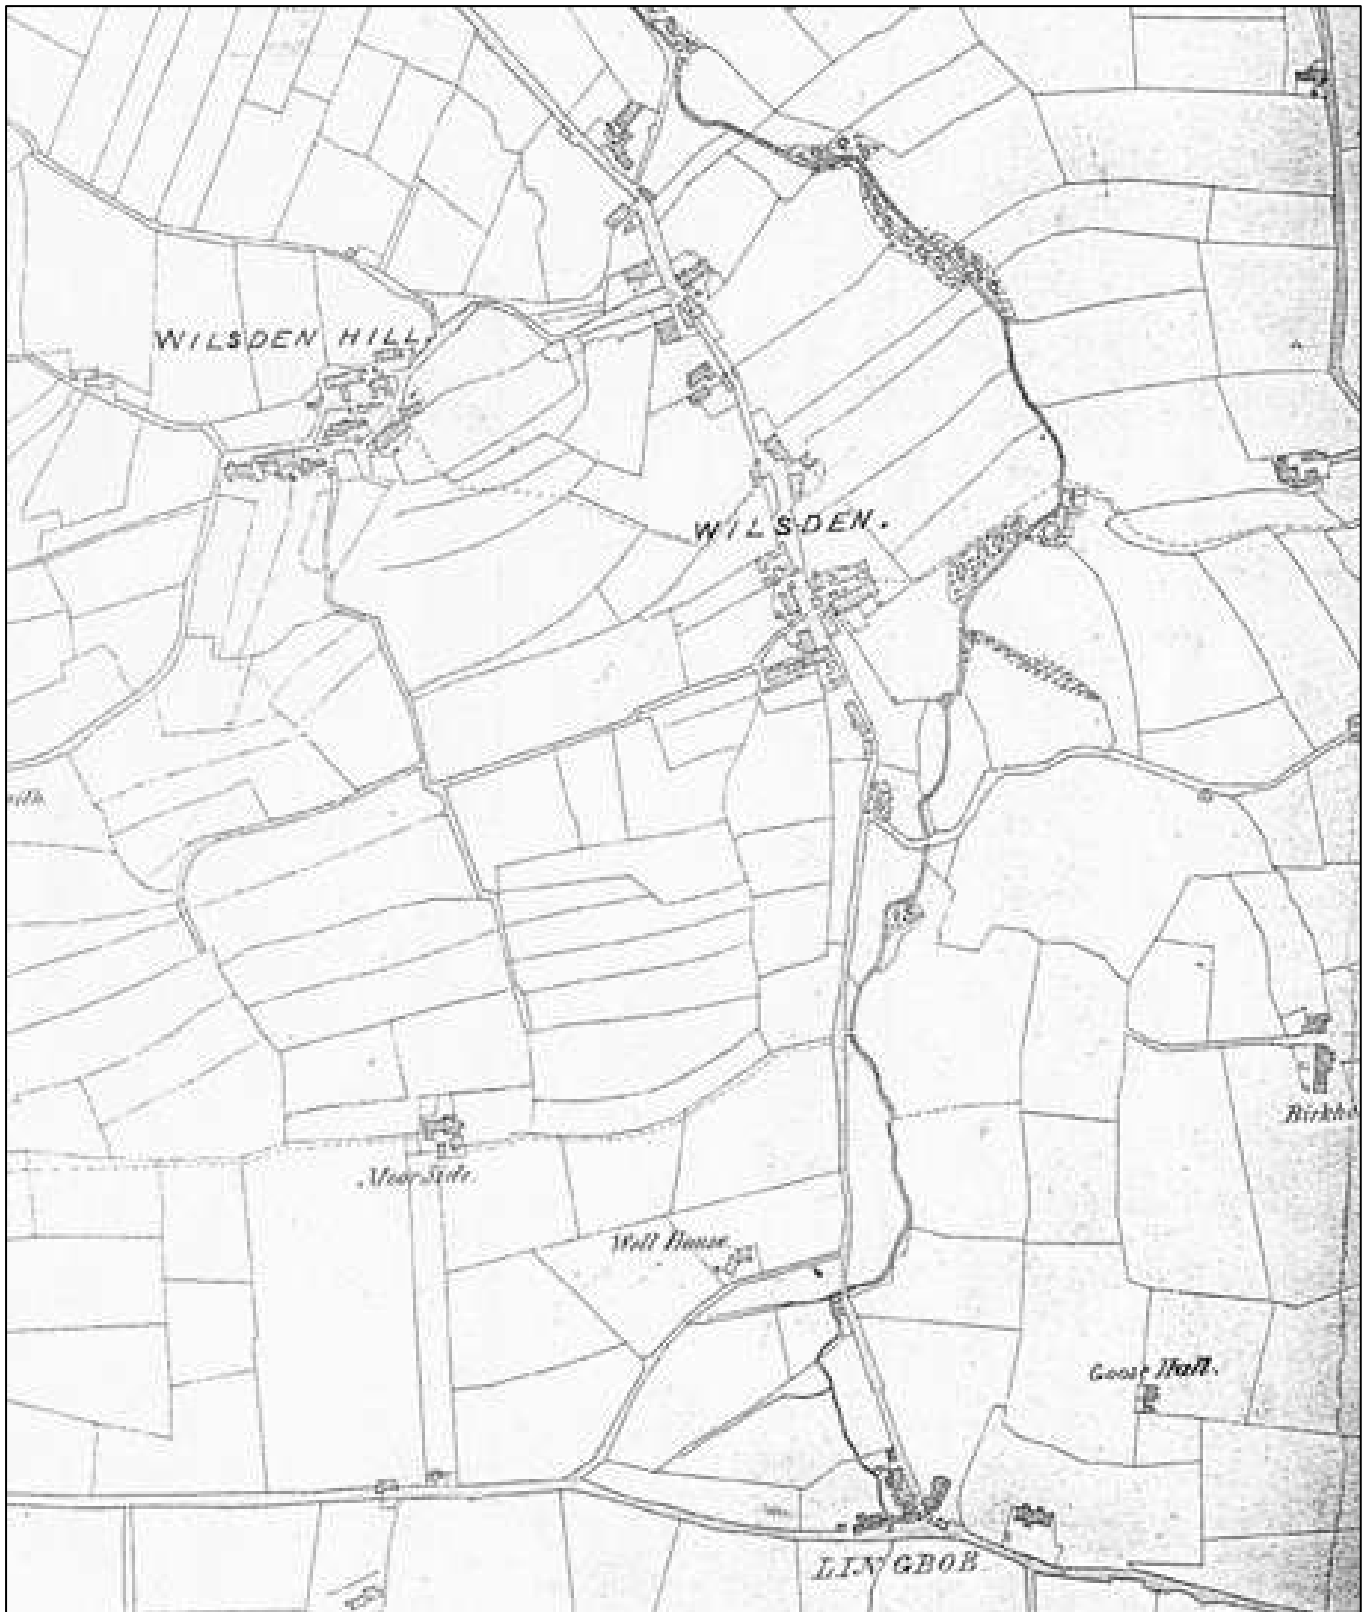 WILSDEN HILL.
WILSDEN.
Moor Side.
Well House
Goose Hall.
LINGBOB